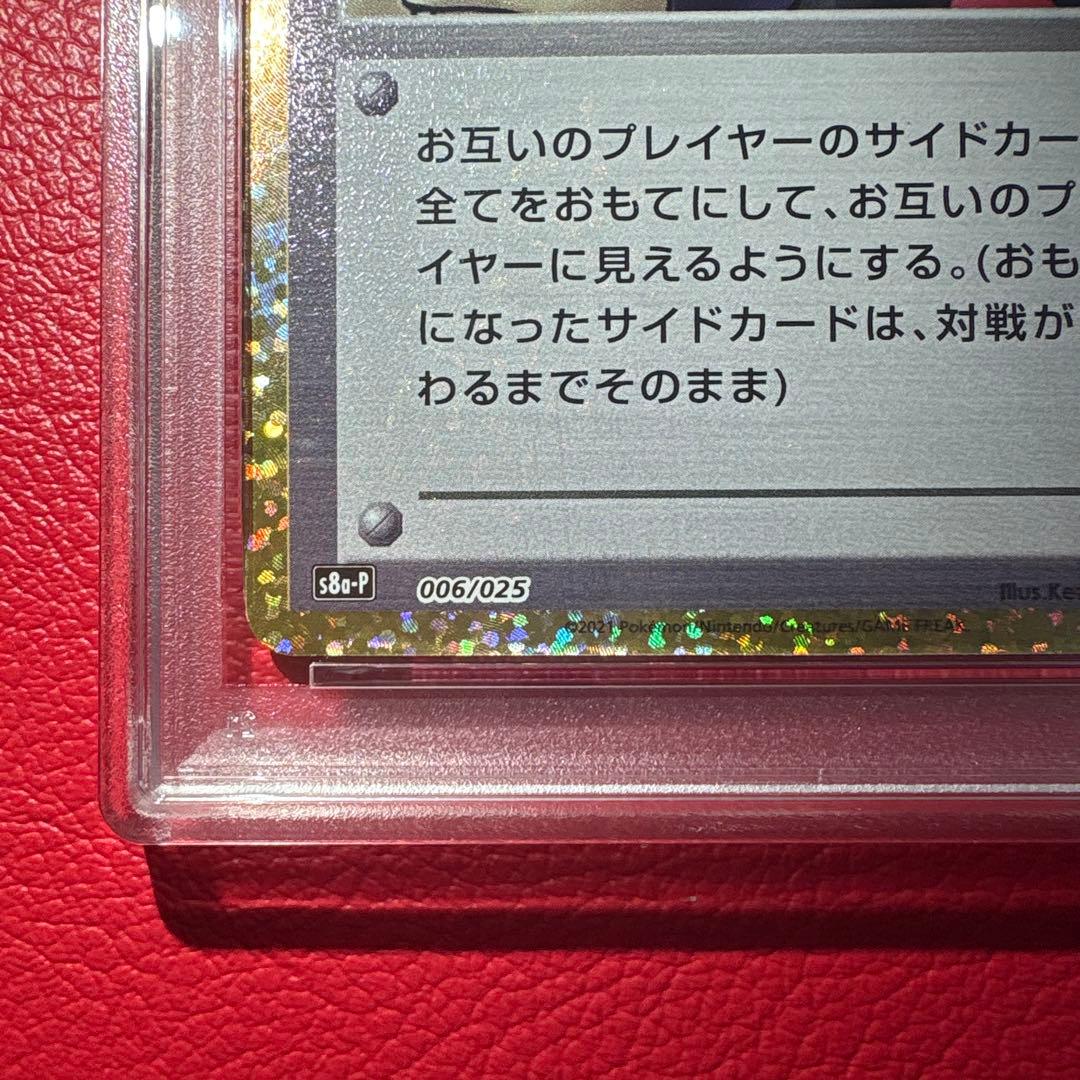 お互いのプレイヤーのサイドカー
全てをおもてにして、お互いのプ
イヤーに見えるようにする。(おも
になったサイドカードは、対戦が
わるまでそのまま)
s8a-P 006/025 Illus.Ke
©2021 Pokémon/Nintendo/Creatures/GAME FREAK.